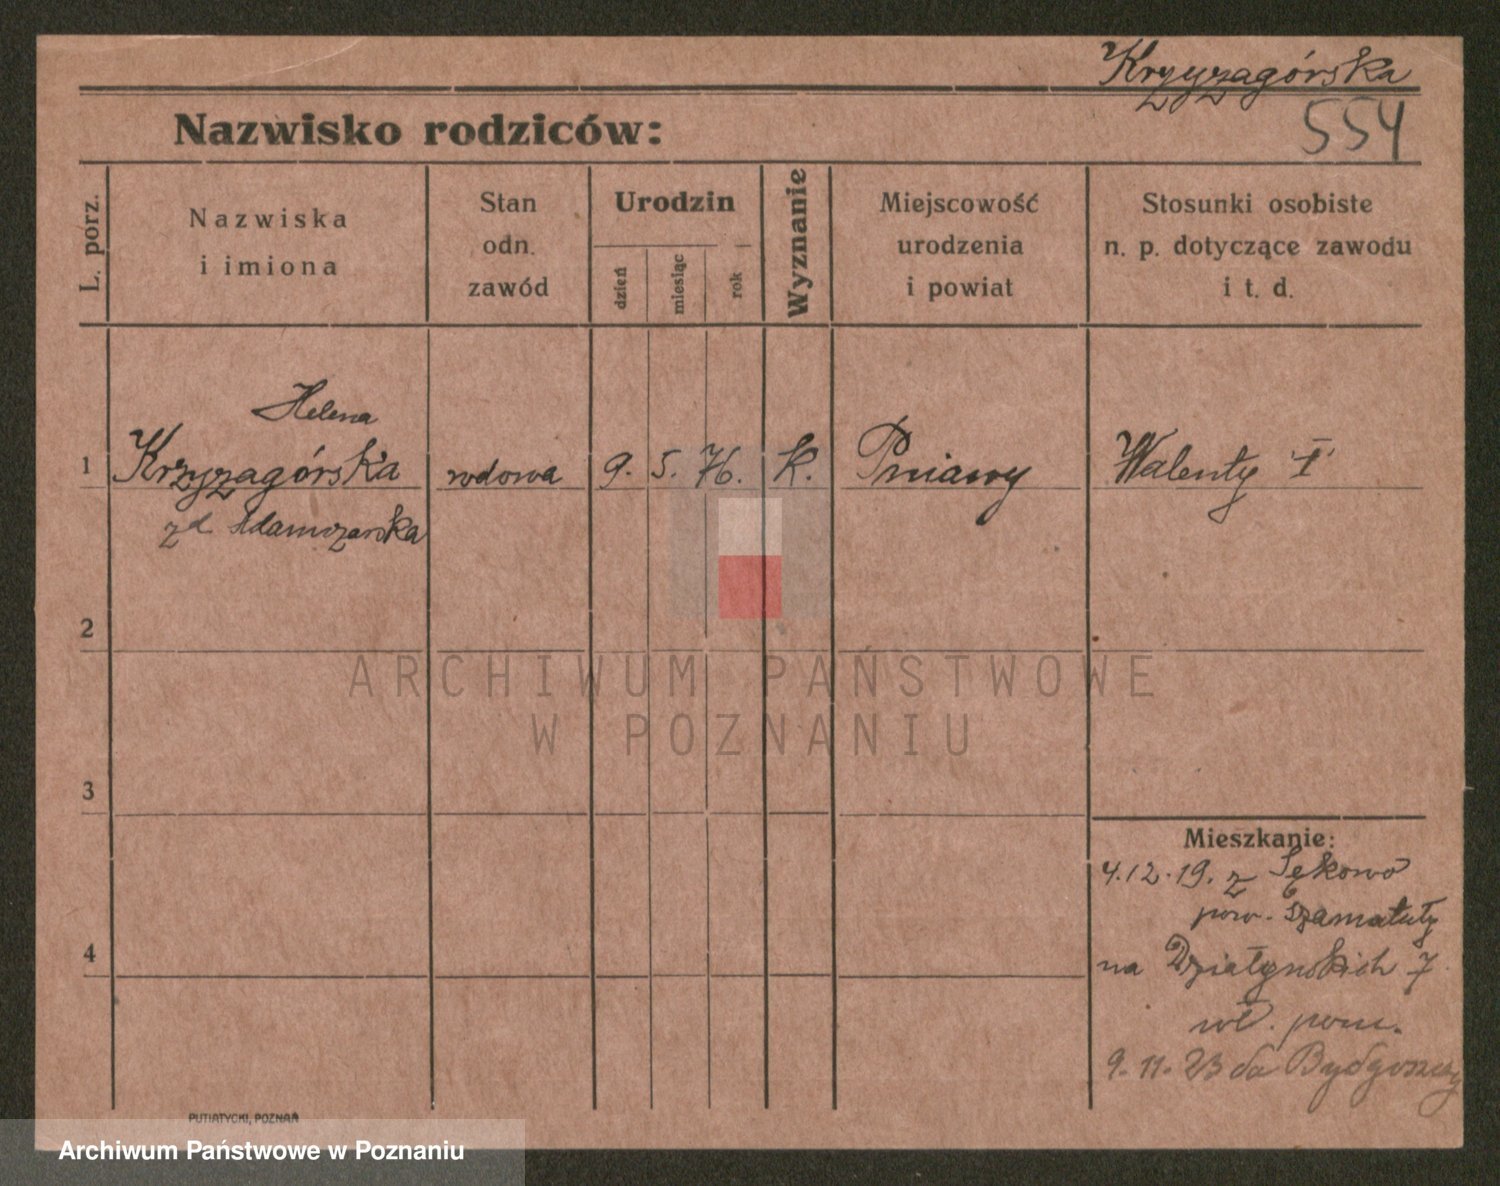 Krzyzagórska
554
Nazwisko rodziców:
L. porz.
Nazwiska
i imiona
Stan
odn.
zawód
Urodzin
dzień
miesiąc
rok
Wyznanie
Miejscowość
urodzenia
i powiat
Stosunki osobiste
n. p. dotyczące zawodu
i t. d.
Helena
1 Krzyzagórska wdowa 9. 5. 76. k. Pniawy Walenty †
zd Adamczewska
2
ARCHIWUM PAŃSTWOWE
W POZNANIU
3
Mieszkanie:
4.12.19. z Sękowo
pow. Szamotuły
4
na Działyńskich 7
wł. pom.
9.11.23 do Bydgoszczy
PUTIATYCKI, POZNAŃ
Archiwum Państwowe w Poznaniu